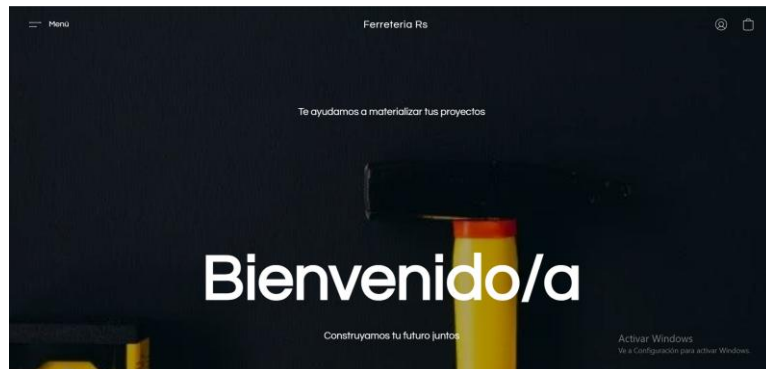 Menú
Ferreteria Rs
Te ayudamos a materializar tus proyectos
Bienvenido/a
Construyamos tu futuro juntos
Activar Windows
Ve a Configuración para activar Windows.